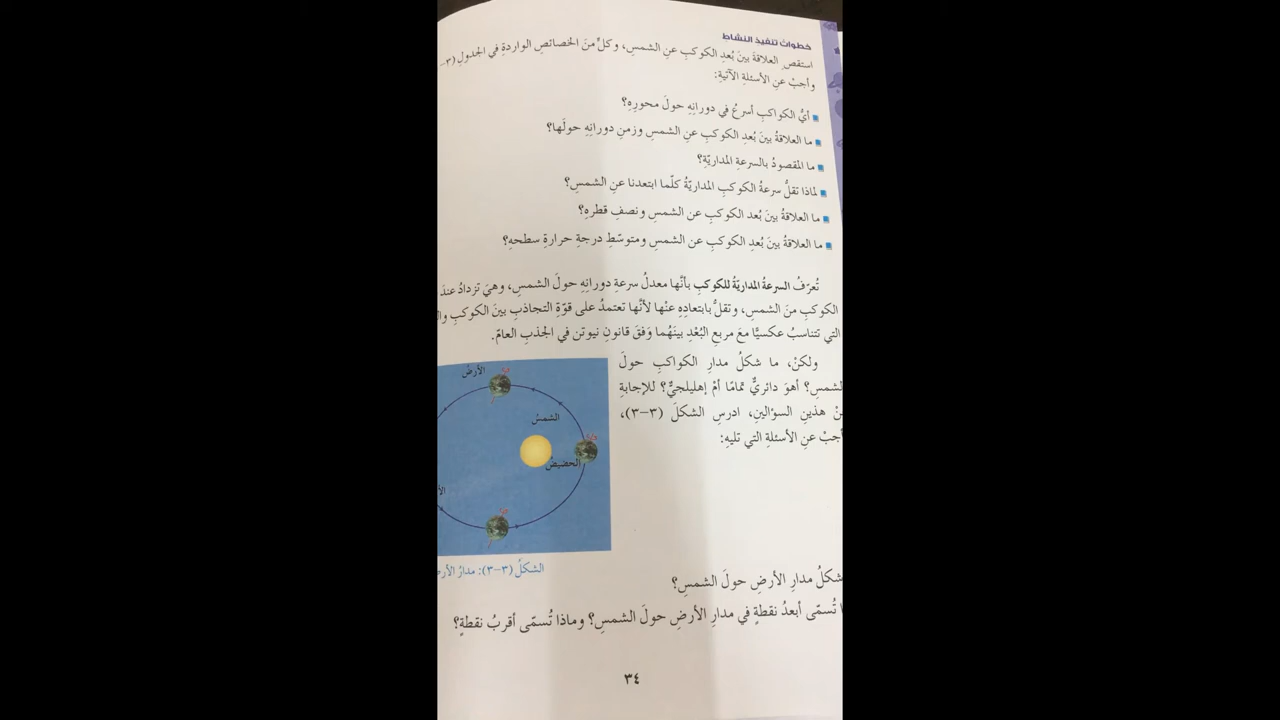 خطواتُ تنفيذِ النشاطِ
استقصِ العلاقةَ بينَ بُعدِ الكوكبِ عنِ الشمسِ، وكلٍّ منَ الخصائصِ الواردةِ في الجدولِ (٣-
وأجبْ عنِ الأسئلةِ الآتيةِ:
أيُّ الكواكبِ أسرعُ في دورانِهِ حولَ محورِهِ؟
ما العلاقةُ بينَ بُعدِ الكوكبِ عنِ الشمسِ وزمنِ دورانِهِ حولَها؟
ما المقصودُ بالسرعةِ المداريّةِ؟
لماذا تقلُّ سرعةُ الكوكبِ المداريّةُ كلّما ابتعدنا عنِ الشمسِ؟
ما العلاقةُ بينَ بُعد الكوكبِ عن الشمسِ ونصفِ قطرِهِ؟
ما العلاقةُ بينَ بُعدِ الكوكبِ عن الشمسِ ومتوسّطِ درجةِ حرارةِ سطحهِ؟
تُعرّفُ السرعةُ المداريّةُ للكوكبِ بأنَّها معدلُ سرعةِ دورانِهِ حولَ الشمسِ، وهيَ تزدادُ عندَ
الكوكبِ منَ الشمسِ، وتقلُّ بابتعادِهِ عنْها لأنَّها تعتمدُ على قوّةِ التجاذبِ بينَ الكوكبِ
التي تتناسبُ عكسيًّا معَ مربعِ البُعْدِ بينَهُما وَفقَ قانونِ نيوتن في الجذبِ العامّ.
ولكنْ، ما شكلُ مدارِ الكواكبِ حولَ
الشمسِ؟ أهوَ دائريٌّ تمامًا أمْ إهليلجيٌّ؟ للإجابةِ
هذينِ السؤالينِ، ادرسِ الشكلَ (٣-٣)،
أجبْ عنِ الأسئلةِ التي تليهِ:
الأرضُ
الشمسُ
الحضيضُ
الشكلُ (٣-٣): مدارُ
شكلُ مدارِ الأرضِ حولَ الشمسِ؟
تُسمّى أبعدُ نقطةٍ في مدارِ الأرضِ حولَ الشمسِ؟ وماذا تُسمّى أقربُ نقطةٍ؟
٣٤